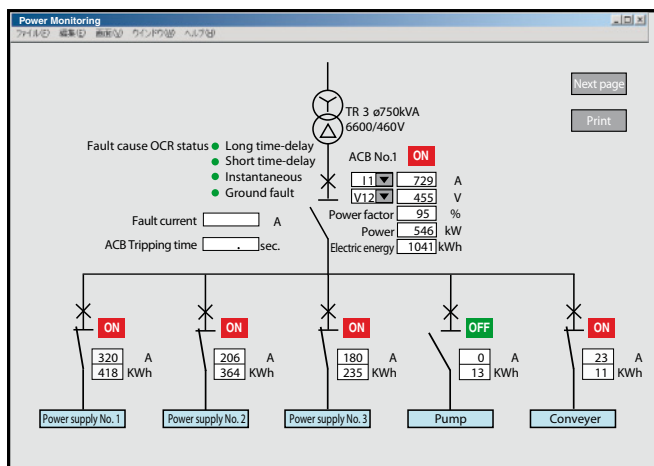 Power Monitoring
ファイル(F) 編集(E) 画面(V) ウインドウ(W) ヘルプ(H)
Next page
Print
TR 3 ø750kVA
6600/460V
Fault cause OCR status
Long time-delay
Short time-delay
Instantaneous
Ground fault
ACB No.1 ON
I1 729 A
V12 455 V
Power factor 95 %
Power 546 kW
Electric energy 1041 kWh
Fault current A
ACB Tripping time . sec.
ON ON ON OFF ON
320 A 206 A 180 A 0 A 23 A
418 KWh 364 KWh 235 KWh 13 KWh 11 KWh
Power supply No. 1 Power supply No. 2 Power supply No. 3 Pump Conveyer